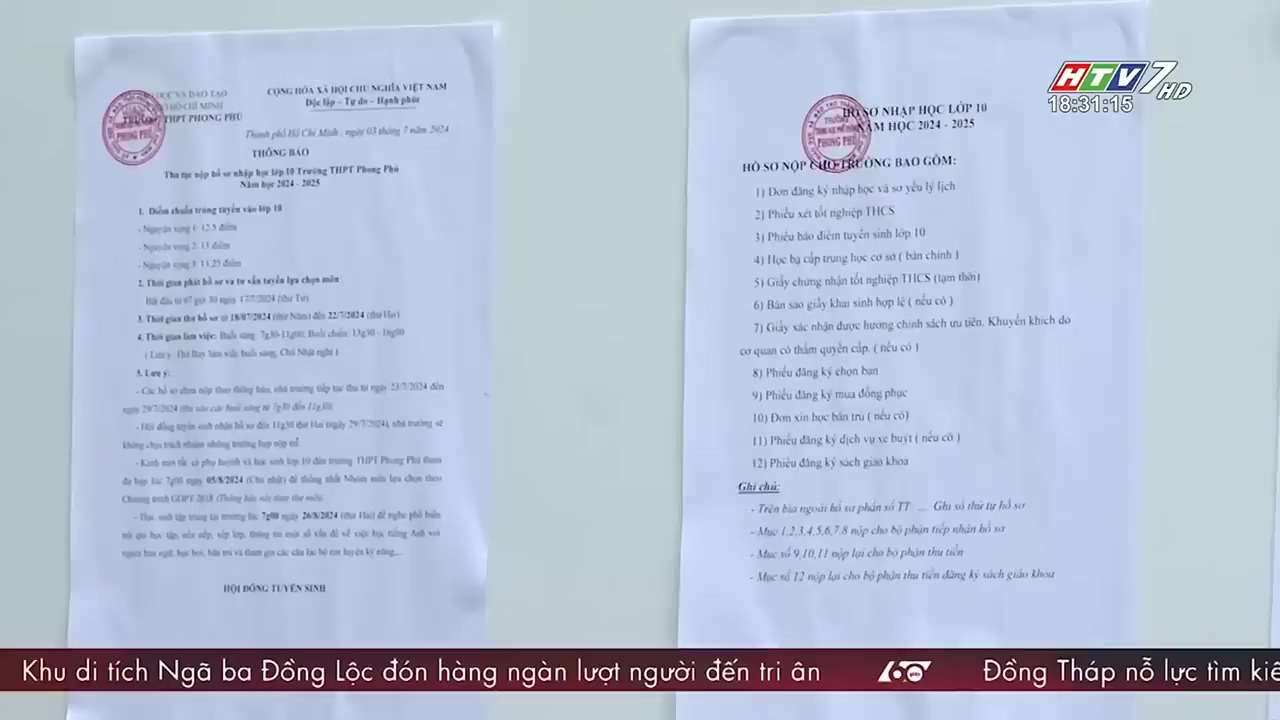 DỤC VÀ ĐÀO TẠO
HỒ CHÍ MINH
TRƯỜNG THPT PHONG PHÚ
CỘNG HÒA XÃ HỘI CHỦ NGHĨA VIỆT NAM
Độc lập – Tự do – Hạnh phúc
Thành phố Hồ Chí Minh, ngày 03 tháng 7 năm 2024
THÔNG BÁO
Thủ tục nộp hồ sơ nhập học lớp 10 Trường THPT Phong Phú
Năm học 2024 - 2025
1. Điểm chuẩn trúng tuyển vào lớp 10
- Nguyện vọng 1: 12,5 điểm
- Nguyện vọng 2: 13 điểm
- Nguyện vọng 3: 13,25 điểm
2. Thời gian phát hồ sơ và tư vấn tuyển lựa chọn môn
Bắt đầu từ 07 giờ 30 ngày 17/7/2024 (thứ Tư)
3. Thời gian thu hồ sơ từ 18/07/2024 (thứ Năm) đến 22/7/2024 (thứ Hai)
4. Thời gian làm việc: Buổi sáng: 7g30-11g00, Buổi chiều: 13g30 - 16g00
( Lưu ý: Thứ Bảy làm việc buổi sáng, Chủ Nhật nghỉ )
5. Lưu ý:
- Các hồ sơ chưa nộp theo thông báo, nhà trường tiếp tục thu từ ngày 23/7/2024 đến
ngày 29/7/2024 (thu vào các buổi sáng từ 7g30 đến 11g30)
- Hội đồng tuyển sinh nhận hồ sơ đến 11g30 thứ Hai (ngày 29/7/2024), nhà trường sẽ
không chịu trách nhiệm những trường hợp nộp trễ.
- Kính mời tất cả phụ huynh và học sinh lớp 10 đến trường THPT Phong Phú tham
dự họp lúc 7g00 ngày 05/8/2024 (Chủ nhật) để thống nhất Nhóm môn lựa chọn theo
Chương trình GDPT 2018 (Thông báo này thay thư mời)
- Học sinh tập trung tại trường lúc 7g00 ngày 26/8/2024 (thứ Hai) để nghe phổ biến
nội qui học tập, nền nếp, xếp lớp, thông tin một số vấn đề về việc học tiếng Anh với
người bản ngữ, học bơi, bán trú và tham gia các câu lạc bộ rèn luyện kỹ năng,...
HỘI ĐỒNG TUYỂN SINH
HỒ SƠ NHẬP HỌC LỚP 10
NĂM HỌC 2024 - 2025
TRƯỜNG
PHONG PHÚ
HỒ SƠ NỘP CHO TRƯỜNG BAO GỒM:
1) Đơn đăng ký nhập học và sơ yếu lý lịch
2) Phiếu xét tốt nghiệp THCS
3) Phiếu báo điểm tuyển sinh lớp 10
4) Học bạ cấp trung học cơ sở ( bản chính )
5) Giấy chứng nhận tốt nghiệp THCS (tạm thời)
6) Bản sao giấy khai sinh hợp lệ ( nếu có )
7) Giấy xác nhận được hưởng chính sách ưu tiên. Khuyến khích do
cơ quan có thẩm quyền cấp. ( nếu có )
8) Phiếu đăng ký chọn ban
9) Phiếu đăng ký mua đồng phục
10) Đơn xin học bán trú ( nếu có)
11) Phiếu đăng ký dịch vụ xe buýt ( nếu có )
12) Phiếu đăng ký sách giáo khoa
Ghi chú:
- Trên bìa ngoài hồ sơ phần số TT .... Ghi số thứ tự hồ sơ
- Mục 1,2,3,4,5,6,7,8 nộp cho bộ phận tiếp nhận hồ sơ
- Mục số 9,10,11 nộp lại cho bộ phận thu tiền
- Mục số 12 nộp lại cho bộ phận thu tiền đăng ký sách giáo khoa
HTV7 HD
18:31:15
Khu di tích Ngã ba Đồng Lộc đón hàng ngàn lượt người đến tri ân
60 giây
Đồng Tháp nỗ lực tìm kiế